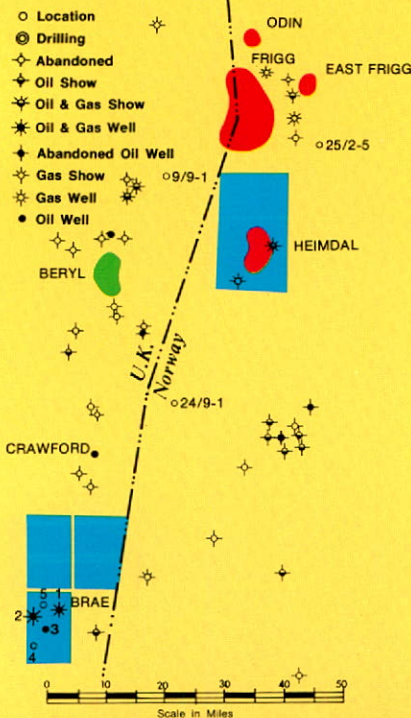 Location
Drilling
Abandoned
Oil Show
Oil & Gas Show
Oil & Gas Well
Abandoned Oil Well
Gas Show
Gas Well
Oil Well
ODIN
FRIGG
EAST FRIGG
25/2-5
9/9-1
HEIMDAL
BERYL
U.K.
Norway
24/9-1
CRAWFORD
BRAE
5 1
2
3
4
0 10 20 30 40 50
Scale in Miles